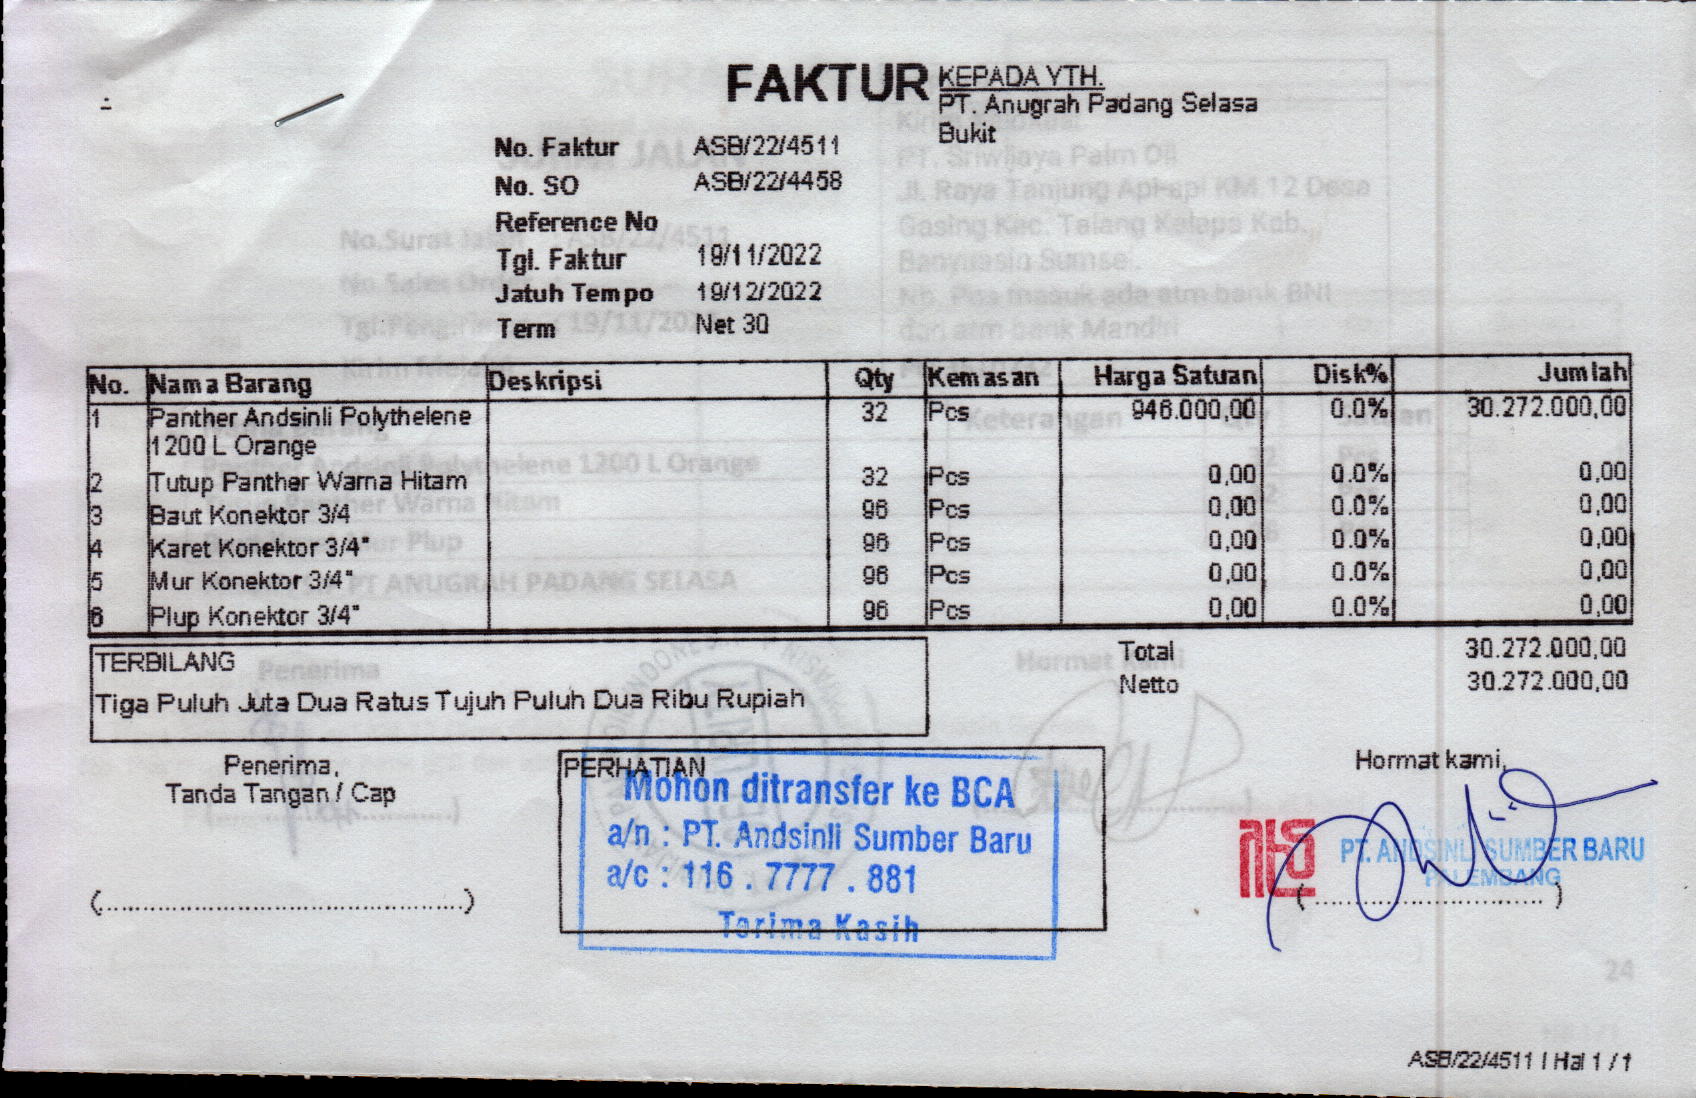 FAKTUR
KEPADA YTH.
PT. Anugrah Padang Selasa
Bukit
No. Faktur ASB/22/4511
No. SO ASB/22/4458
Reference No
Tgl. Faktur 19/11/2022
Jatuh Tempo 19/12/2022
Term Net 30
No. Nama Barang Deskripsi Qty Kemasan Harga Satuan Disk% Jumlah
1 Panther Andsinli Polythelene 32 Pcs 946.000,00 0.0% 30.272.000,00
1200 L Orange
2 Tutup Panther Warna Hitam 32 Pcs 0,00 0.0% 0,00
3 Baut Konektor 3/4 96 Pcs 0,00 0.0% 0,00
4 Karet Konektor 3/4" 96 Pcs 0,00 0.0% 0,00
5 Mur Konektor 3/4" 96 Pcs 0,00 0.0% 0,00
6 Plup Konektor 3/4" 96 Pcs 0,00 0.0% 0,00
TERBILANG
Tiga Puluh Juta Dua Ratus Tujuh Puluh Dua Ribu Rupiah
Total 30.272.000,00
Netto 30.272.000,00
Penerima,
Tanda Tangan / Cap
(............................................)
PERHATIAN
Mohon ditransfer ke BCA
a/n : PT. Andsinli Sumber Baru
a/c : 116 . 7777 . 881
Terima Kasih
Hormat kami,
PT. ANDSINLI SUMBER BARU
PALEMBANG
(............................)
ASB/22/4511 I Hal 1 / 1